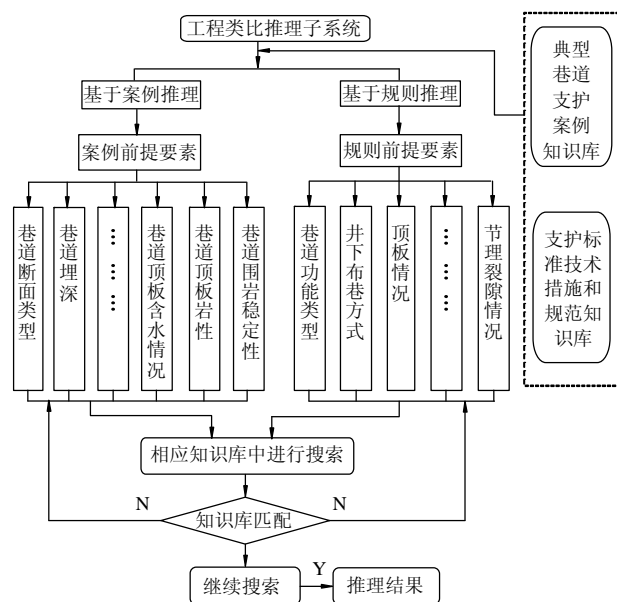 工程类比推理子系统
基于案例推理
基于规则推理
案例前提要素
规则前提要素
巷道断面类型
巷道埋深
… … …
巷道顶板含水情况
巷道顶板岩性
巷道围岩稳定性
巷道功能类型
井下布巷方式
顶板情况
… … …
节理裂隙情况
典型
巷道
支护
案例
知识库
支护标
准技术
措施和
规范知
识库
相应知识库中进行搜索
N
知识库匹配
N
继续搜索
Y
推理结果